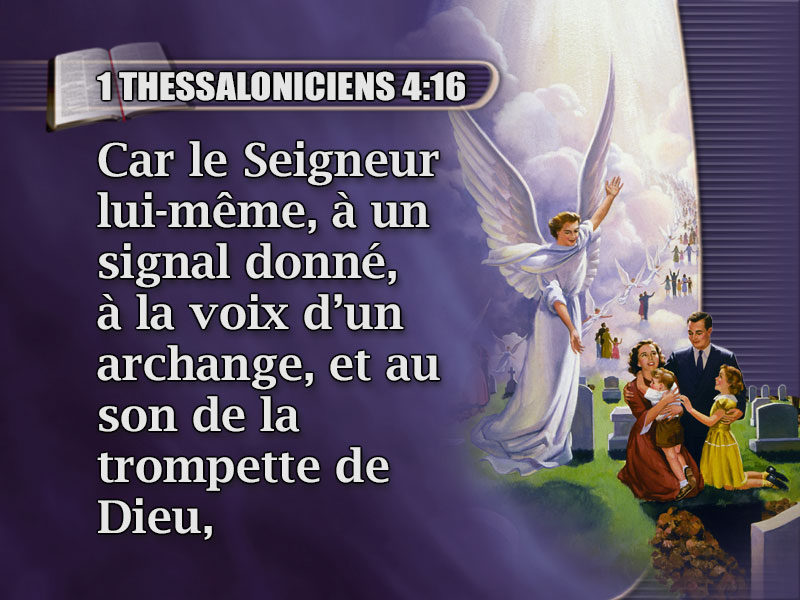 1 THESSALONICIENS 4:16
Car le Seigneur
lui-même, à un
signal donné,
à la voix d’un
archange, et au
son de la
trompette de
Dieu,